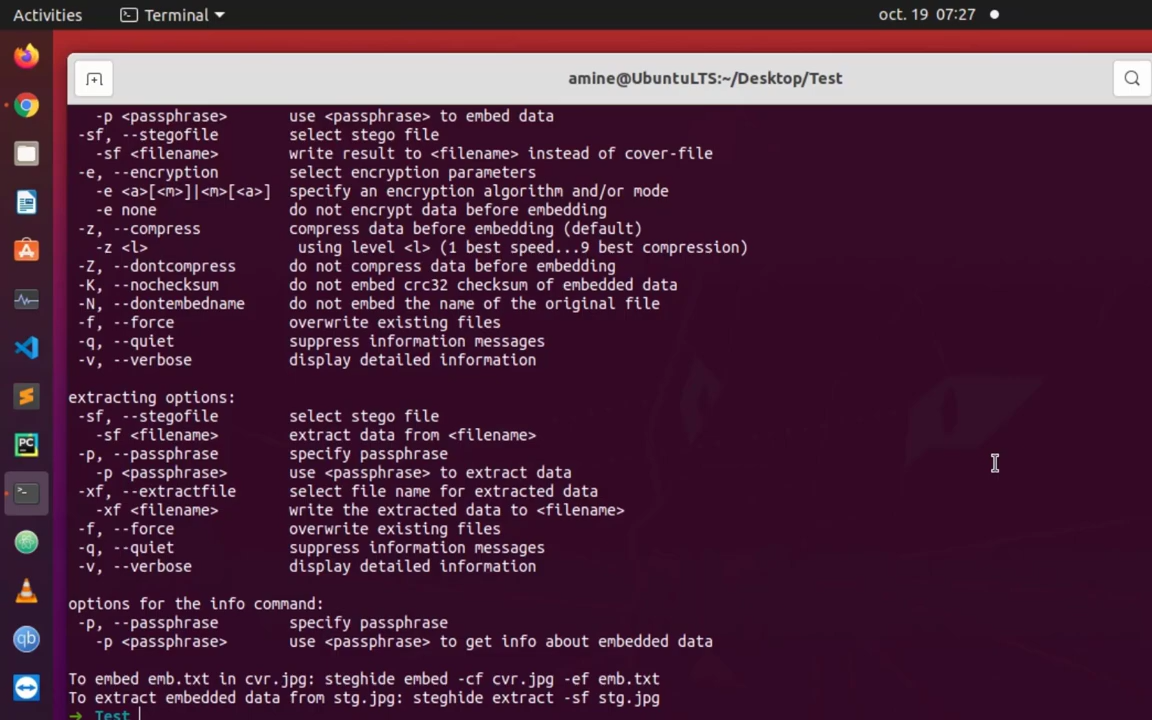 Activities
Terminal
oct. 19 07:27
amine@UbuntuLTS:~/Desktop/Test
-p <passphrase> use <passphrase> to embed data
-sf, --stegofile select stego file
-sf <filename> write result to <filename> instead of cover-file
-e, --encryption select encryption parameters
-e <a>[<m>]|<m>[<a>] specify an encryption algorithm and/or mode
-e none do not encrypt data before embedding
-z, --compress compress data before embedding (default)
-z <l> using level <l> (1 best speed...9 best compression)
-Z, --dontcompress do not compress data before embedding
-K, --nochecksum do not embed crc32 checksum of embedded data
-N, --dontembedname do not embed the name of the original file
-f, --force overwrite existing files
-q, --quiet suppress information messages
-v, --verbose display detailed information
extracting options:
-sf, --stegofile select stego file
-sf <filename> extract data from <filename>
-p, --passphrase specify passphrase
-p <passphrase> use <passphrase> to extract data
-xf, --extractfile select file name for extracted data
-xf <filename> write the extracted data to <filename>
-f, --force overwrite existing files
-q, --quiet suppress information messages
-v, --verbose display detailed information
options for the info command:
-p, --passphrase specify passphrase
-p <passphrase> use <passphrase> to get info about embedded data
To embed emb.txt in cvr.jpg: steghide embed -cf cvr.jpg -ef emb.txt
To extract embedded data from stg.jpg: steghide extract -sf stg.jpg
→ Test
PC
qb